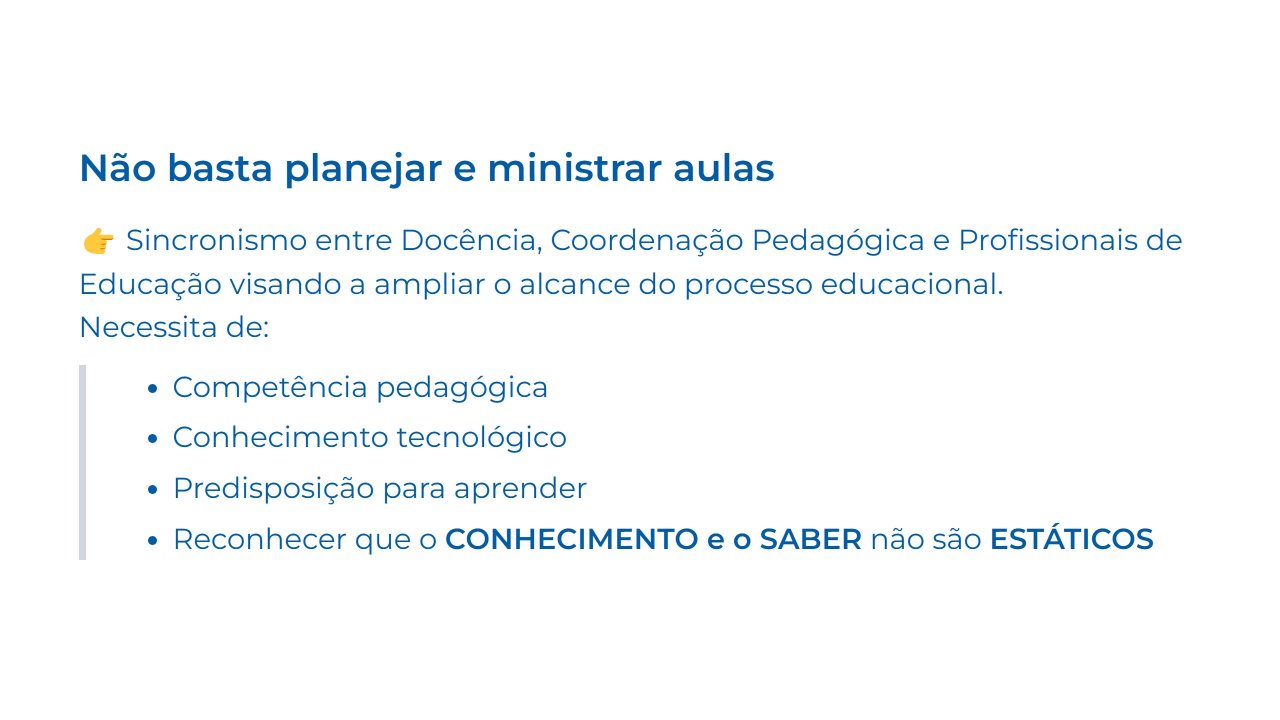 Não basta planejar e ministrar aulas
👉 Sincronismo entre Docência, Coordenação Pedagógica e Profissionais de
Educação visando a ampliar o alcance do processo educacional.
Necessita de:
• Competência pedagógica
• Conhecimento tecnológico
• Predisposição para aprender
• Reconhecer que o CONHECIMENTO e o SABER não são ESTÁTICOS